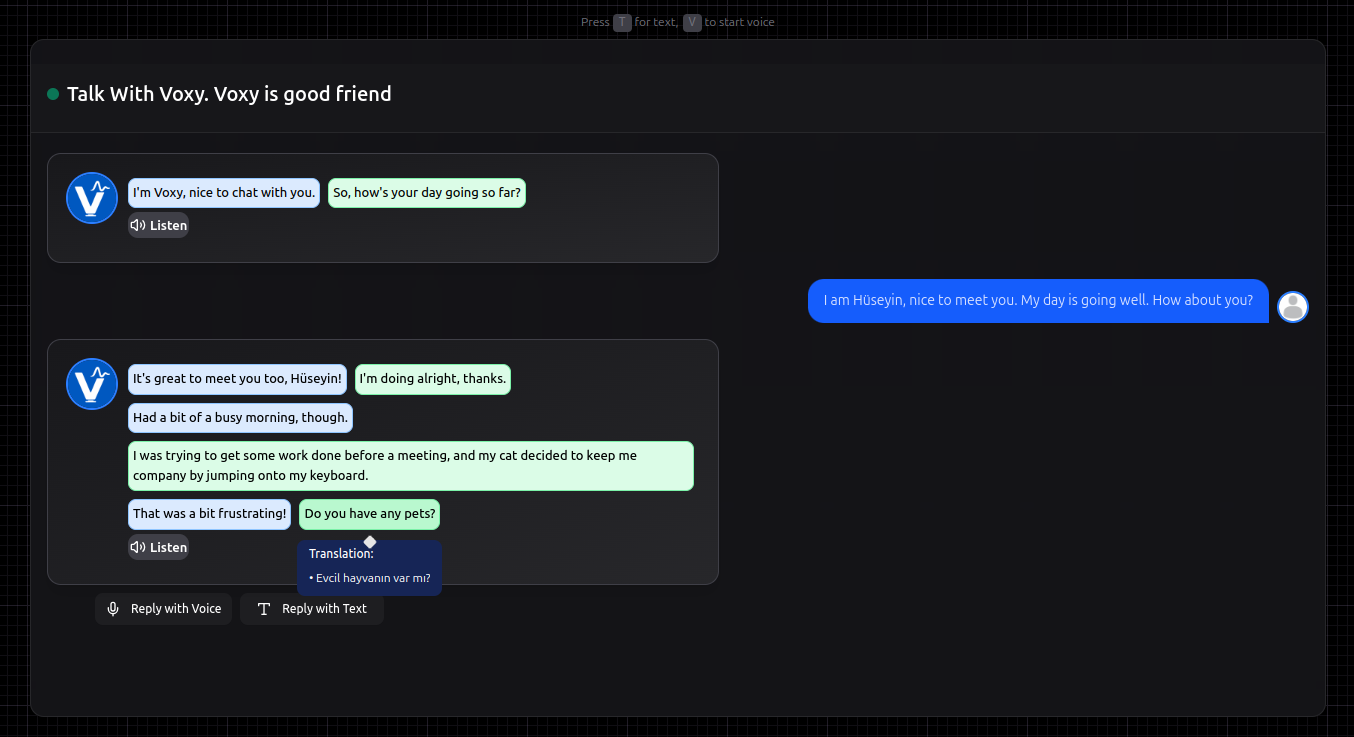 Press T for text, V to start voice
Talk With Voxy. Voxy is good friend
I'm Voxy, nice to chat with you. So, how's your day going so far?
Listen
I am Hüseyin, nice to meet you. My day is going well. How about you?
It's great to meet you too, Hüseyin! I'm doing alright, thanks.
Had a bit of a busy morning, though.
I was trying to get some work done before a meeting, and my cat decided to keep me
company by jumping onto my keyboard.
That was a bit frustrating! Do you have any pets?
Listen
Translation:
• Evcil hayvanın var mı?
Reply with Voice Reply with Text